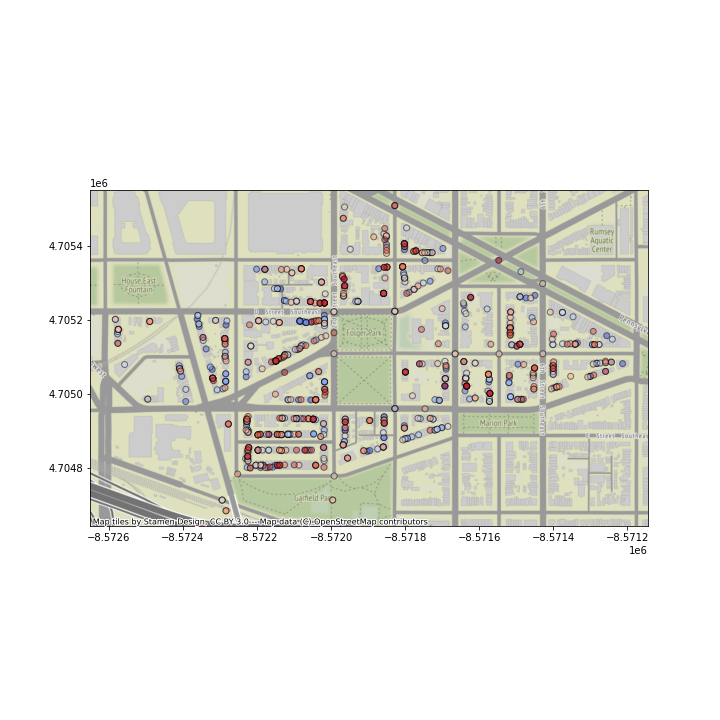 1e6
4.7054
4.7052
4.7050
4.7048
Rumsey
Aquatic
Center
House East
Fountain
D Street Southeast
Folger Park
Marion Park
Garfield Park
Map tiles by Stamen Design, CC BY 3.0 -- Map data (C) OpenStreetMap contributors
−8.5726
−8.5724
−8.5722
−8.5720
−8.5718
−8.5716
−8.5714
−8.5712
1e6